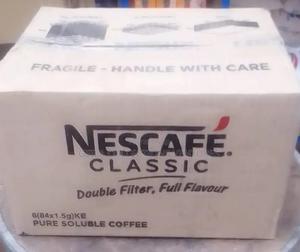 FRAGILE - HANDLE WITH CARE
NESCAFÉ.
CLASSIC
Double Filter, Full Flavour
6(84x1.5g)KE
PURE SOLUBLE COFFEE